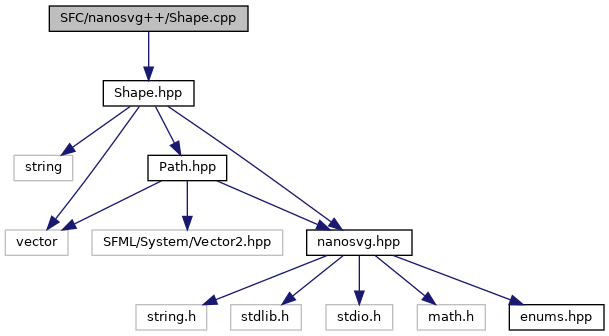 SFC/nanosvg++/Shape.cpp
Shape.hpp
string
Path.hpp
vector
SFML/System/Vector2.hpp
nanosvg.hpp
string.h
stdlib.h
stdio.h
math.h
enums.hpp